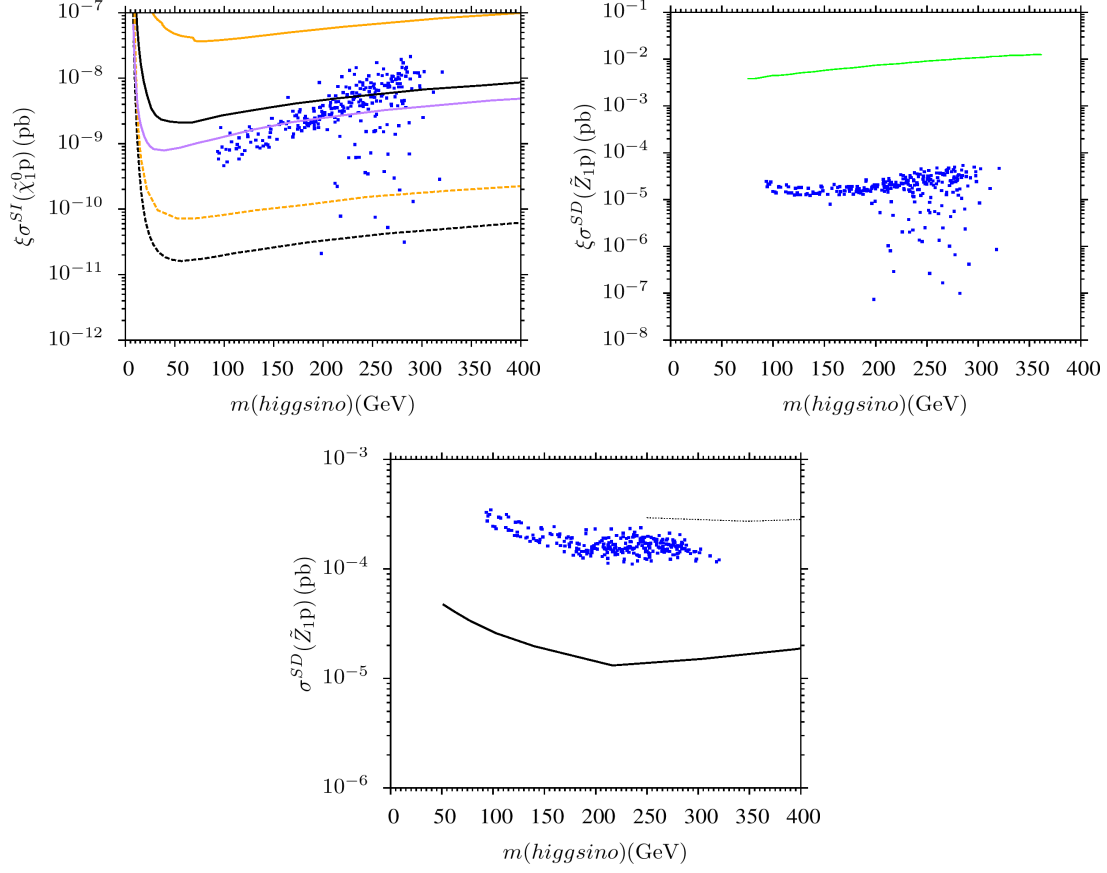 10⁻⁷
10⁻⁸
10⁻⁹
10⁻¹⁰
10⁻¹¹
10⁻¹²
ξσ^{SI}(χ̃₁⁰p) (pb)
0 50 100 150 200 250 300 350 400
m(higgsino)(GeV)
10⁻¹
10⁻²
10⁻³
10⁻⁴
10⁻⁵
10⁻⁶
10⁻⁷
10⁻⁸
ξσ^{SD}(Z̃₁p) (pb)
0 50 100 150 200 250 300 350 400
m(higgsino)(GeV)
10⁻³
10⁻⁴
10⁻⁵
10⁻⁶
σ^{SD}(Z̃₁p) (pb)
0 50 100 150 200 250 300 350 400
m(higgsino)(GeV)